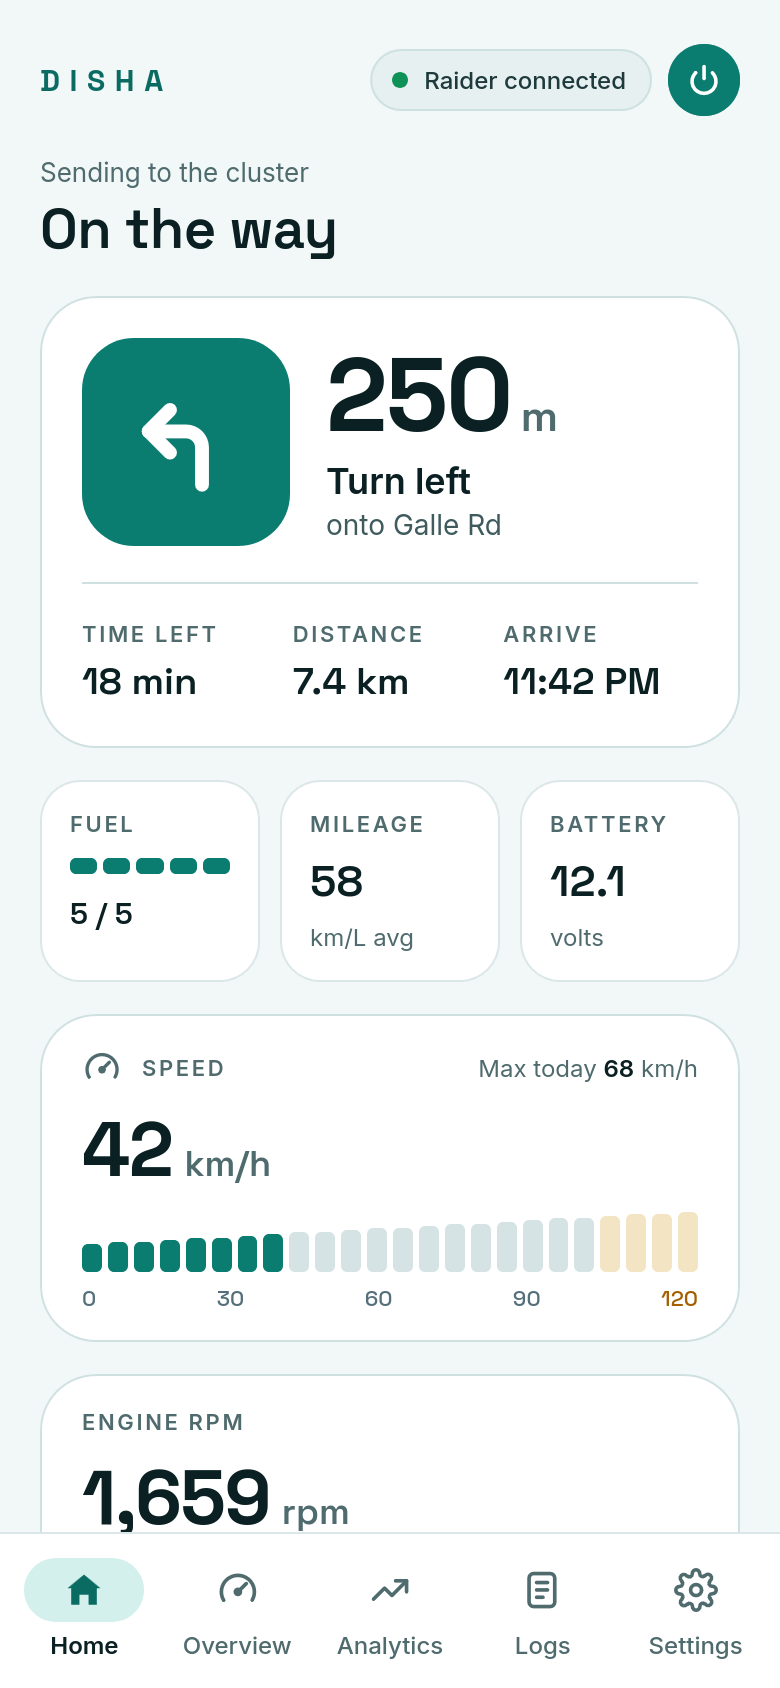 DISHA
Raider connected
Sending to the cluster
On the way
250 m
Turn left
onto Galle Rd
TIME LEFT DISTANCE ARRIVE
18 min 7.4 km 11:42 PM
FUEL MILEAGE BATTERY
5 / 5 58 12.1
km/L avg volts
SPEED Max today 68 km/h
42 km/h
0 30 60 90 120
ENGINE RPM
1,659 rpm
Home Overview Analytics Logs Settings